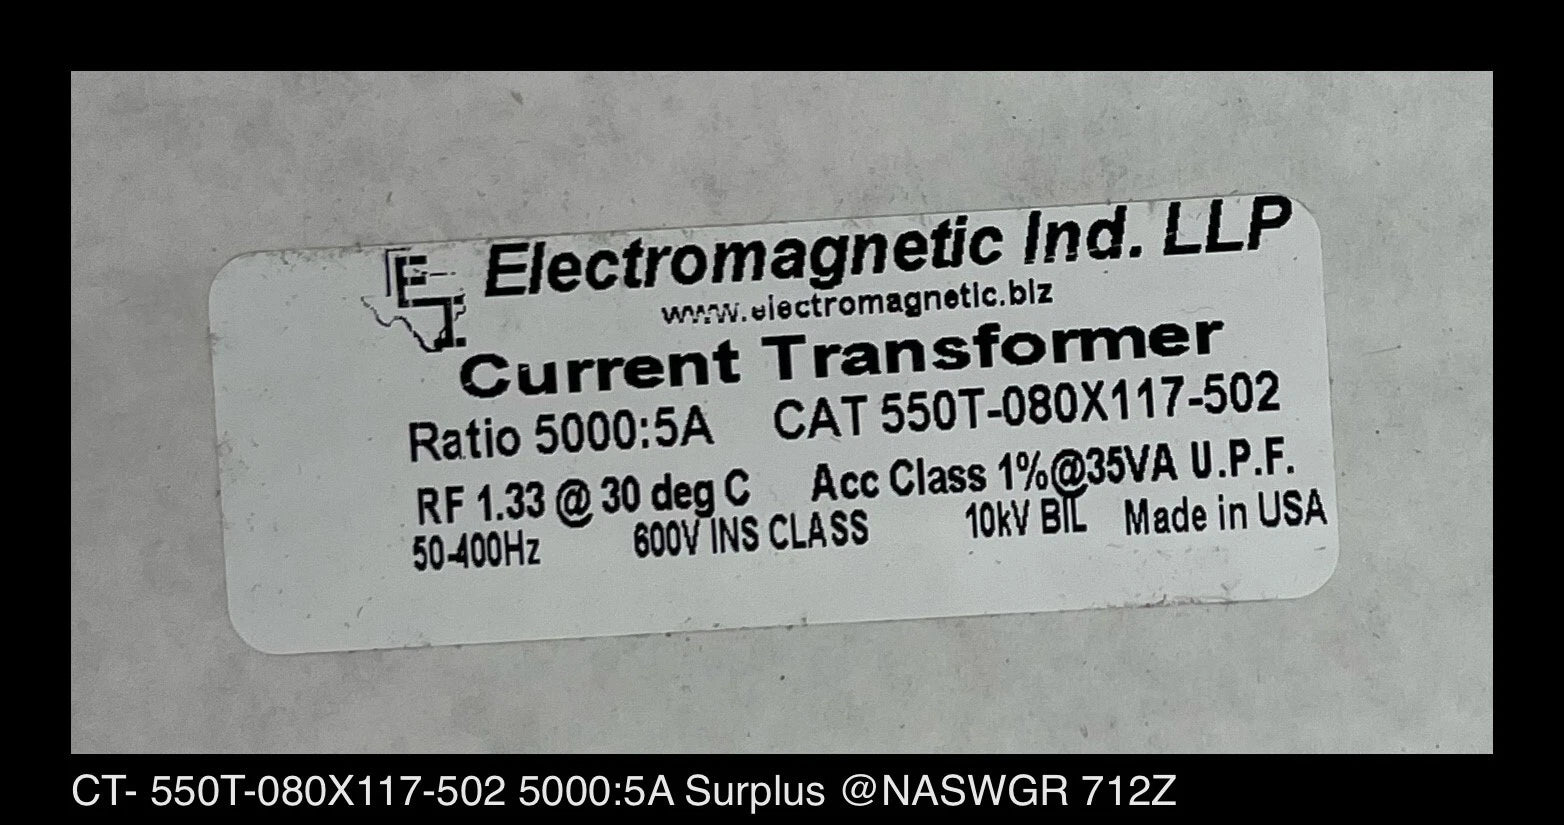 E
I.
Electromagnetic Ind. LLP
www.electromagnetic.biz
Current Transformer
Ratio 5000:5A CAT 550T-080X117-502
RF 1.33 @ 30 deg C Acc Class 1%@35VA U.P.F.
50-400Hz 600V INS CLASS 10kV BIL Made in USA
CT- 550T-080X117-502 5000:5A Surplus @NASWGR 712Z